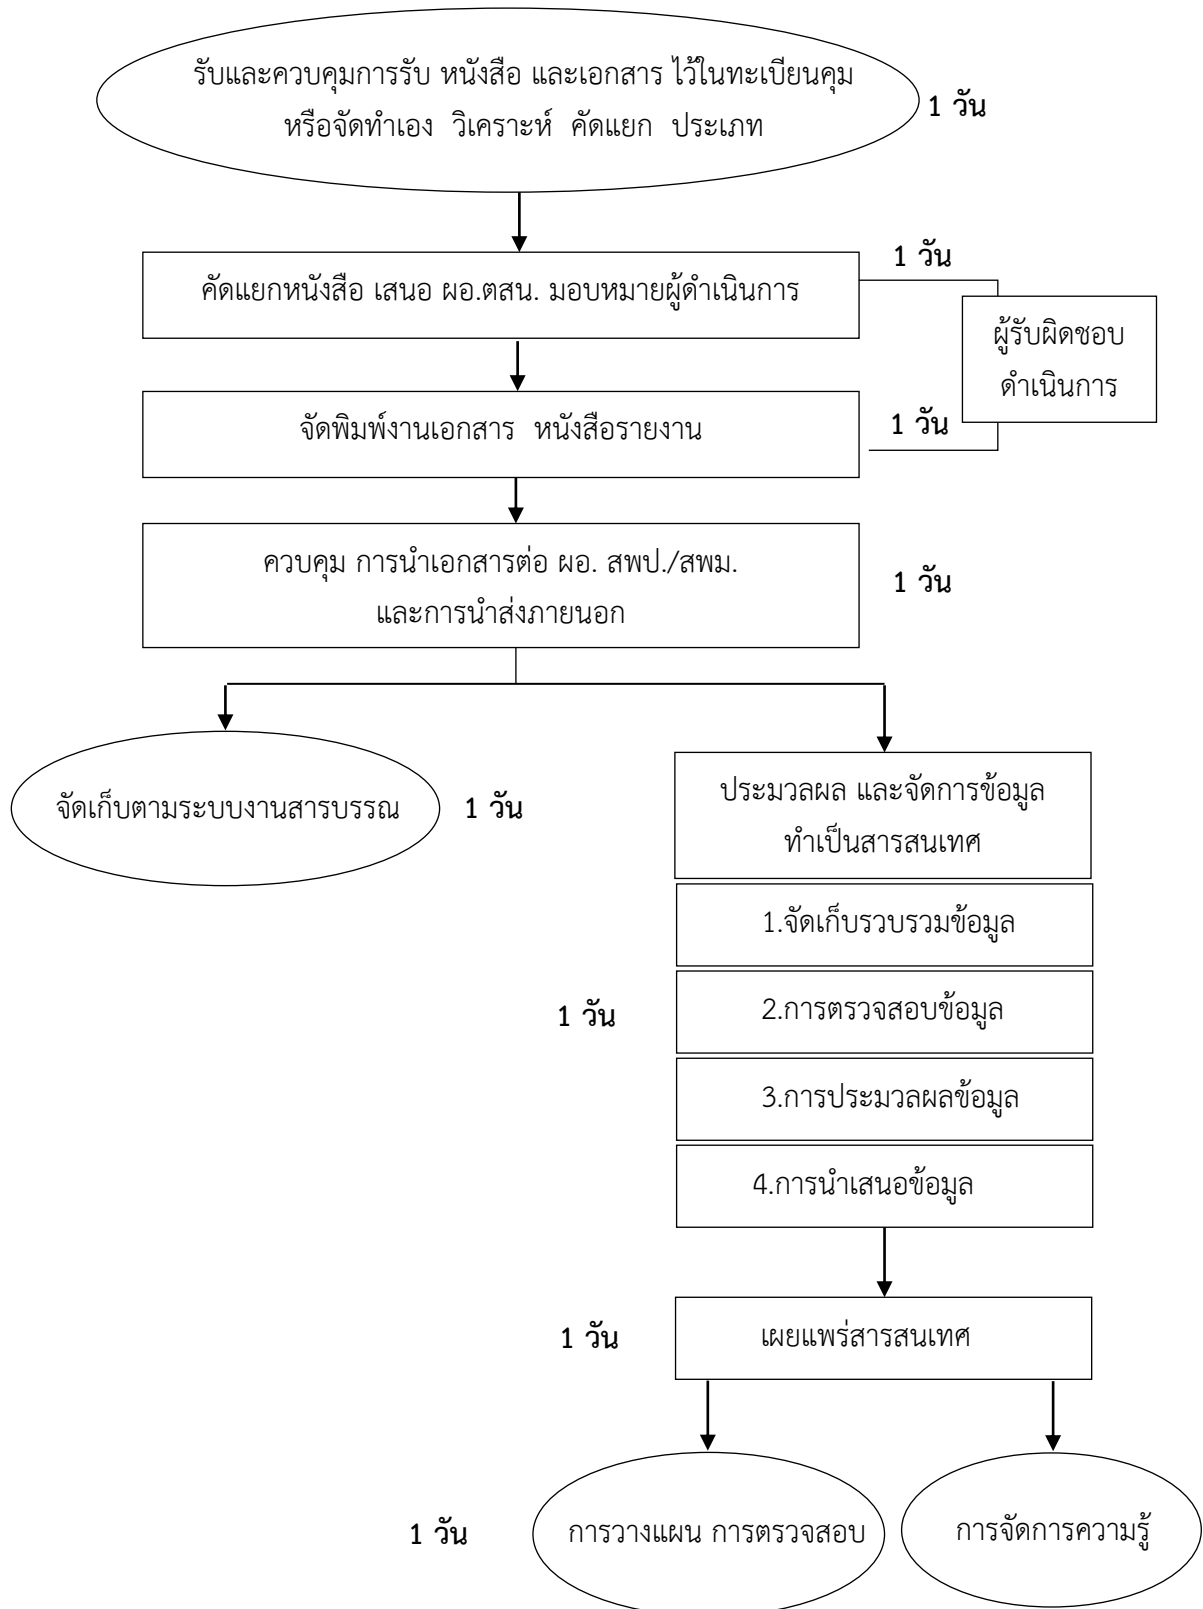 รับและควบคุมการรับ หนังสือ และเอกสาร ไว้ในทะเบียนคุม
หรือจัดทำเอง วิเคราะห์ คัดแยก ประเภท
1 วัน
1 วัน
คัดแยกหนังสือ เสนอ ผอ.ตสน. มอบหมายผู้ดำเนินการ
ผู้รับผิดชอบ
ดำเนินการ
1 วัน
จัดพิมพ์งานเอกสาร หนังสือรายงาน
ควบคุม การนำเอกสารต่อ ผอ. สพป./สพม.
และการนำส่งภายนอก
1 วัน
จัดเก็บตามระบบงานสารบรรณ
1 วัน
ประมวลผล และจัดการข้อมูล
ทำเป็นสารสนเทศ
1.จัดเก็บรวบรวมข้อมูล
1 วัน
2.การตรวจสอบข้อมูล
3.การประมวลผลข้อมูล
4.การนำเสนอข้อมูล
1 วัน
เผยแพร่สารสนเทศ
1 วัน
การวางแผน การตรวจสอบ
การจัดการความรู้